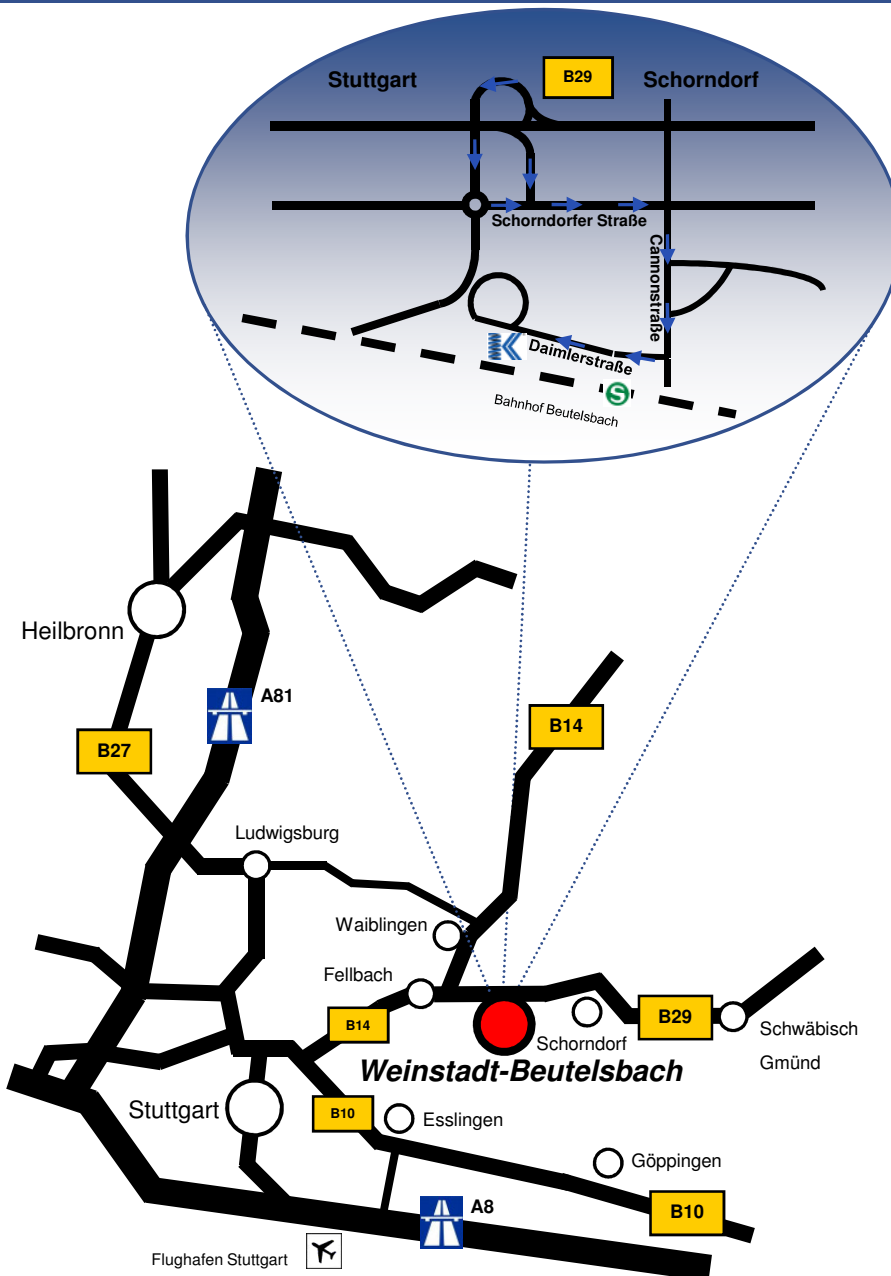 Stuttgart
B29
Schorndorf
Schorndorfer Straße
Cannonstraße
Daimlerstraße
S
Bahnhof Beutelsbach
Heilbronn
A81
B14
B27
Ludwigsburg
Waiblingen
Fellbach
B14
B29
Schorndorf
Schwäbisch
Gmünd
Weinstadt-Beutelsbach
Stuttgart
B10
Esslingen
Göppingen
A8
B10
Flughafen Stuttgart